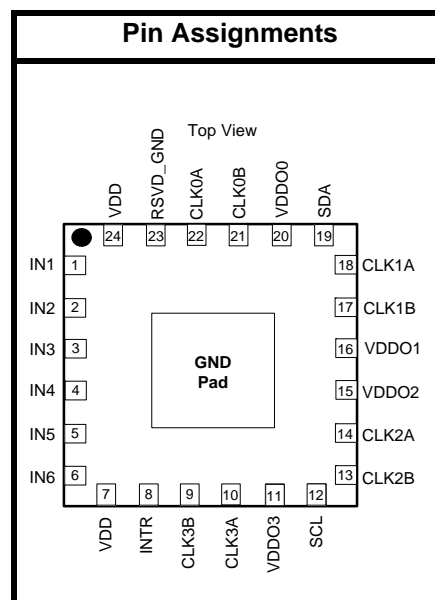 Pin Assignments
Top View
VDD
RSVD_GND
CLK0A
CLK0B
VDDO0
SDA
24
23
22
21
20
19
IN1
1
18
CLK1A
IN2
2
17
CLK1B
IN3
3
16
VDDO1
GND
Pad
IN4
4
15
VDDO2
IN5
5
14
CLK2A
IN6
6
13
CLK2B
7
8
9
10
11
12
VDD
INTR
CLK3B
CLK3A
VDDO3
SCL